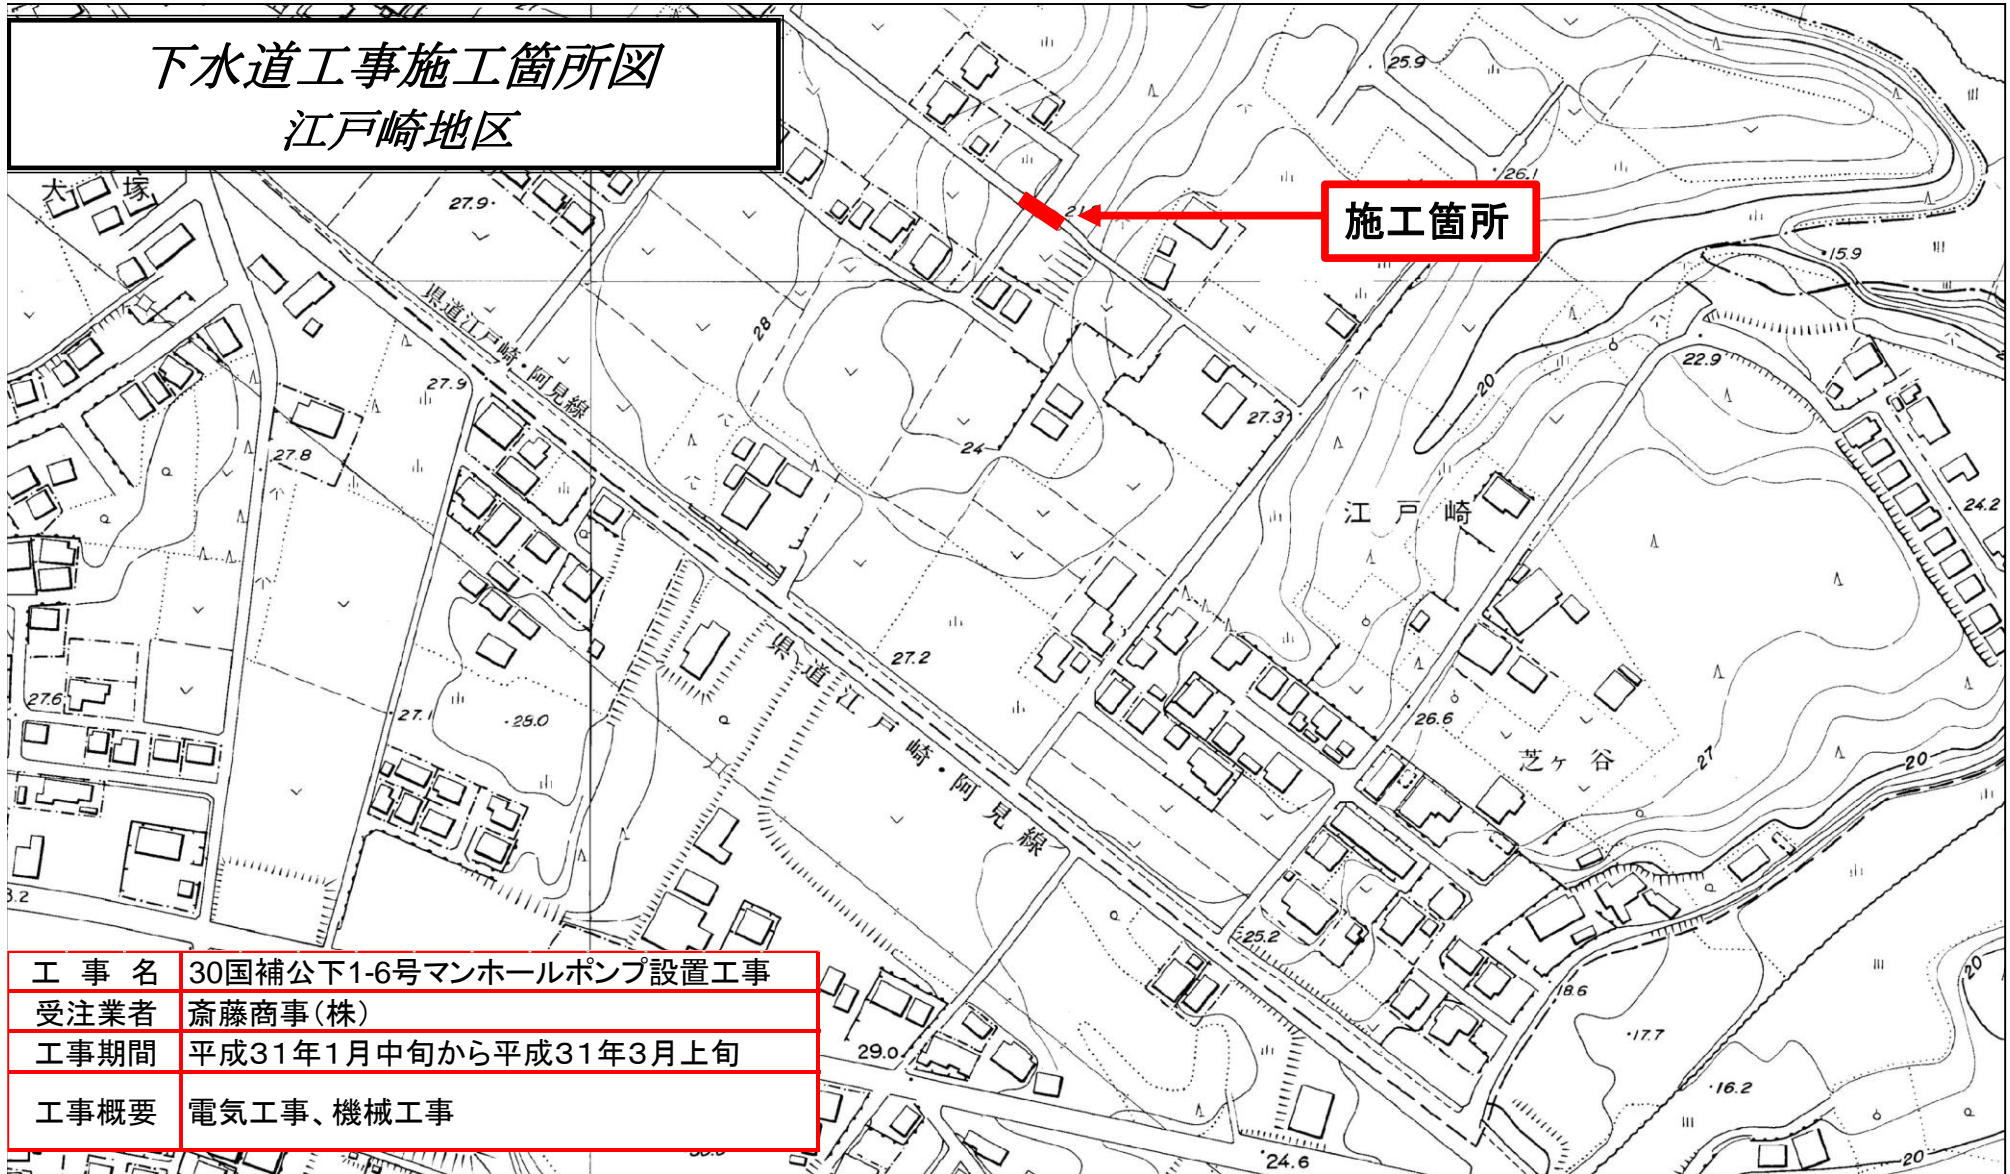 下水道工事施工箇所図
江戸崎地区
25.9
大塚
27.9
26.1
施工箇所
15.9
県道江戸崎・阿見線
28
27.9
20
22.9
27.3
24
27.8
江戸崎
24.2
27.2
県道江戸崎・阿見線
27.6
27.1
28.0
26.6
芝ヶ谷
27
20
25.2
20
18.6
17.7
29.0
16.2
24.6
20
工事名 30国補公下1-6号マンホールポンプ設置工事
受注業者 斎藤商事(株)
工事期間 平成31年1月中旬から平成31年3月上旬
工事概要 電気工事、機械工事